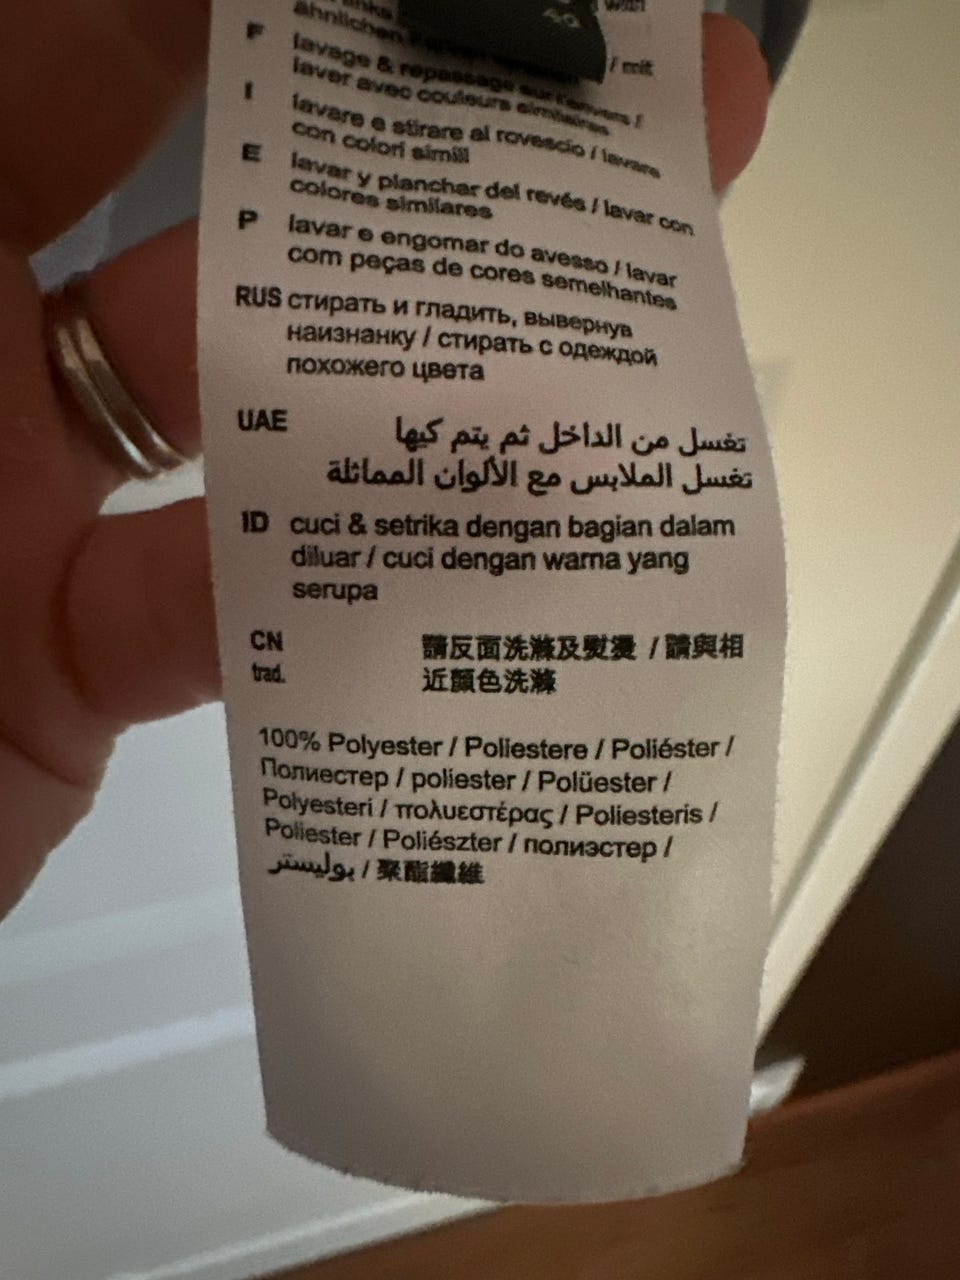 ähnlichen
/ mit
F lavage & repassage sur l'envers /
laver avec couleurs similaires
I lavare e stirare al rovescio / lavare
con colori simili
E lavar y planchar del revés / lavar con
colores similares
P lavar e engomar do avesso / lavar
com peças de cores semelhantes
RUS стирать и гладить, вывернув
наизнанку / стирать с одеждой
похожего цвета
UAE تغسل من الداخل ثم يتم كيها
تغسل الملابس مع الألوان المماثلة
ID cuci & setrika dengan bagian dalam
diluar / cuci dengan warna yang
serupa
CN 請反面洗滌及熨燙 / 請與相
trad. 近顏色洗滌
100% Polyester / Poliestere / Poliéster /
Полиестер / poliester / Polüester /
Polyesteri / πολυεστέρας / Poliesteris /
Poliester / Poliészter / полиэстер /
بوليستر / 聚酯纖維